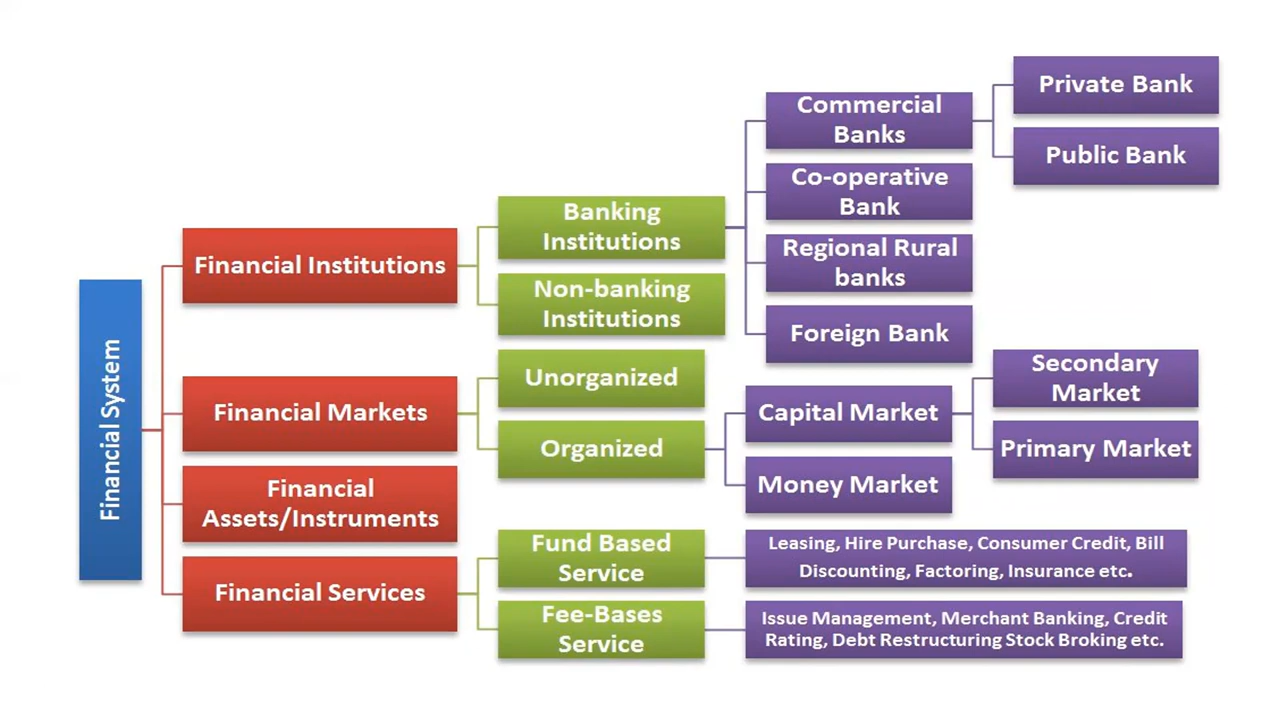 Financial System
Financial Institutions
Banking
Institutions
Commercial
Banks
Private Bank
Public Bank
Co-operative
Bank
Regional Rural
banks
Foreign Bank
Non-banking
Institutions
Financial Markets
Unorganized
Organized
Capital Market
Secondary
Market
Primary Market
Money Market
Financial
Assets/Instruments
Financial Services
Fund Based
Service
Leasing, Hire Purchase, Consumer Credit, Bill
Discounting, Factoring, Insurance etc.
Fee-Bases
Service
Issue Management, Merchant Banking, Credit
Rating, Debt Restructuring Stock Broking etc.